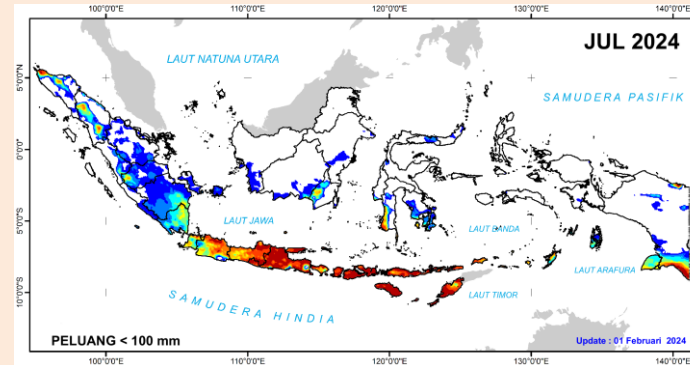 100°0'0"E 110°0'0"E 120°0'0"E 130°0'0"E 140°0'0"E
JUL 2024
LAUT NATUNA UTARA
5°0'0"N
SAMUDERA PASIFIK
0°0'0"
LAUT JAWA
5°0'0"S
LAUT BANDA
LAUT ARAFURA
10°0'0"S
LAUT TIMOR
SAMUDERA HINDIA
PELUANG < 100 mm
Update : 01 Februari 2024
100°0'0"E 110°0'0"E 120°0'0"E 130°0'0"E 140°0'0"E